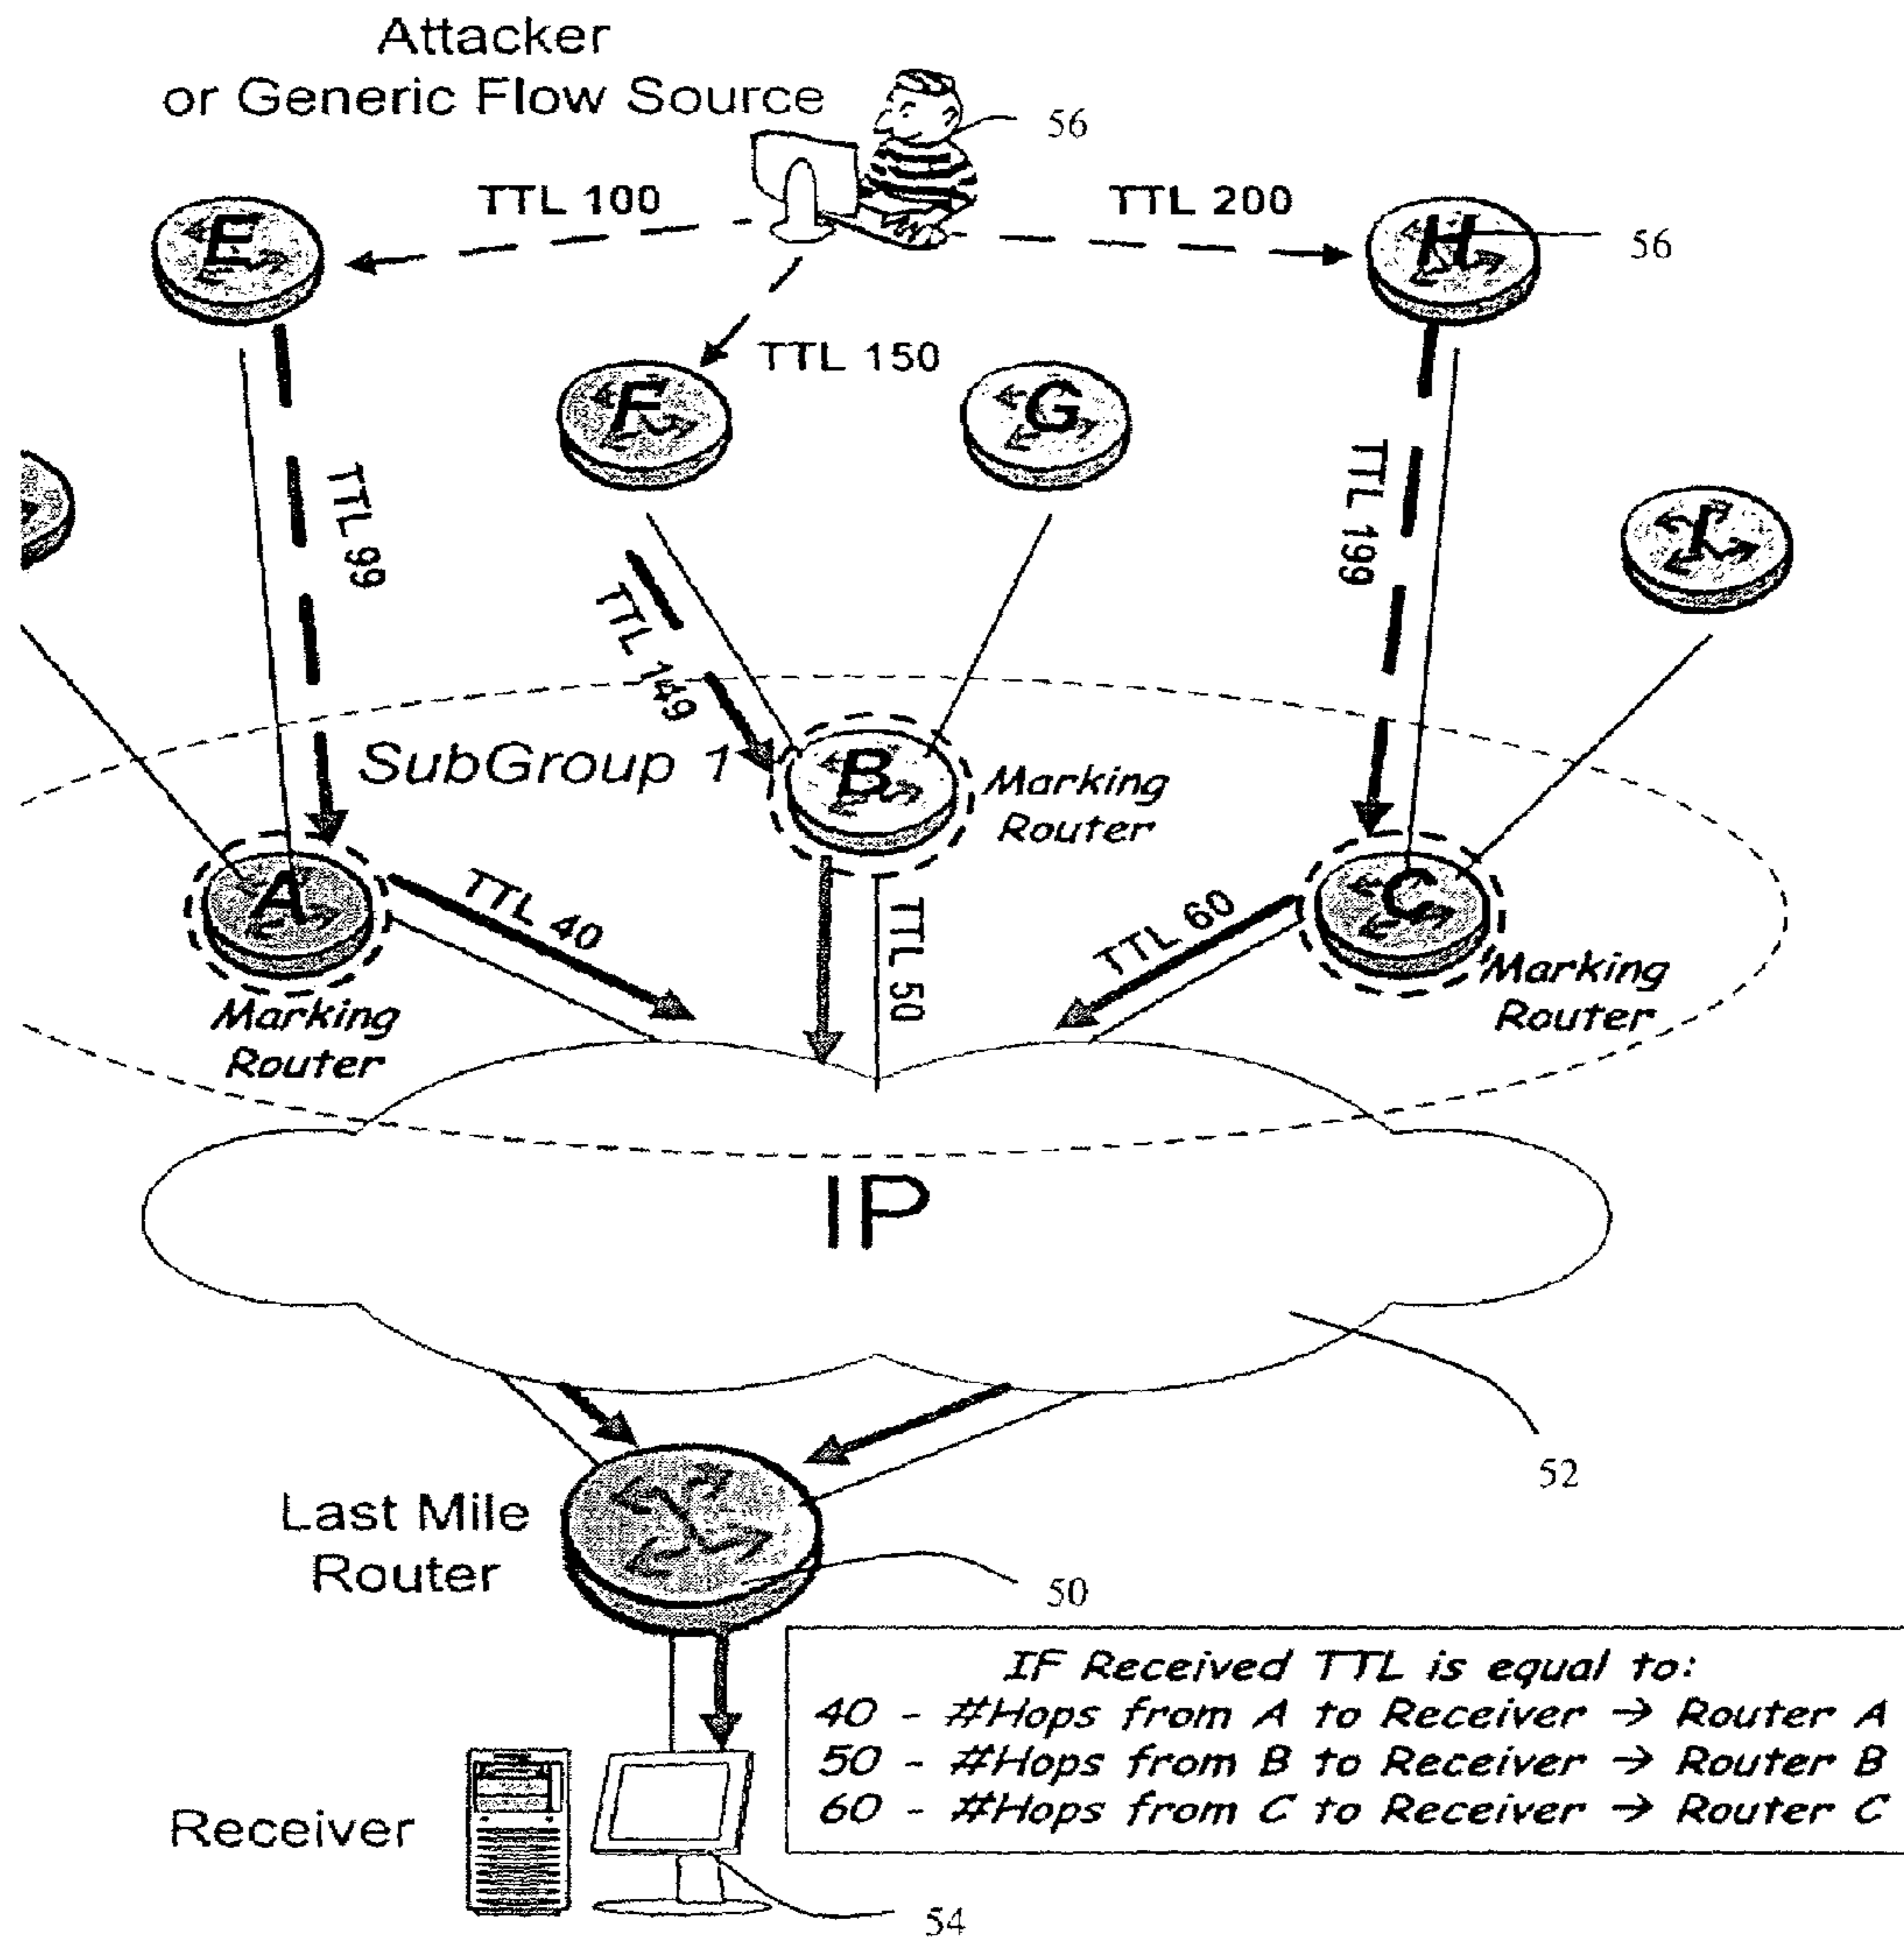 Attacker
or Generic Flow Source
56
TTL 100
TTL 200
E
H
56
TTL 150
F
G
TTL 99
TTL 199
I
TTL 149
SubGroup 1
B
Marking
Router
A
TTL 40
TTL 50
TTL 60
C
Marking
Router
Marking
Router
IP
52
Last Mile
Router
50
IF Received TTL is equal to:
40 - #Hops from A to Receiver → Router A
50 - #Hops from B to Receiver → Router B
60 - #Hops from C to Receiver → Router C
Receiver
54